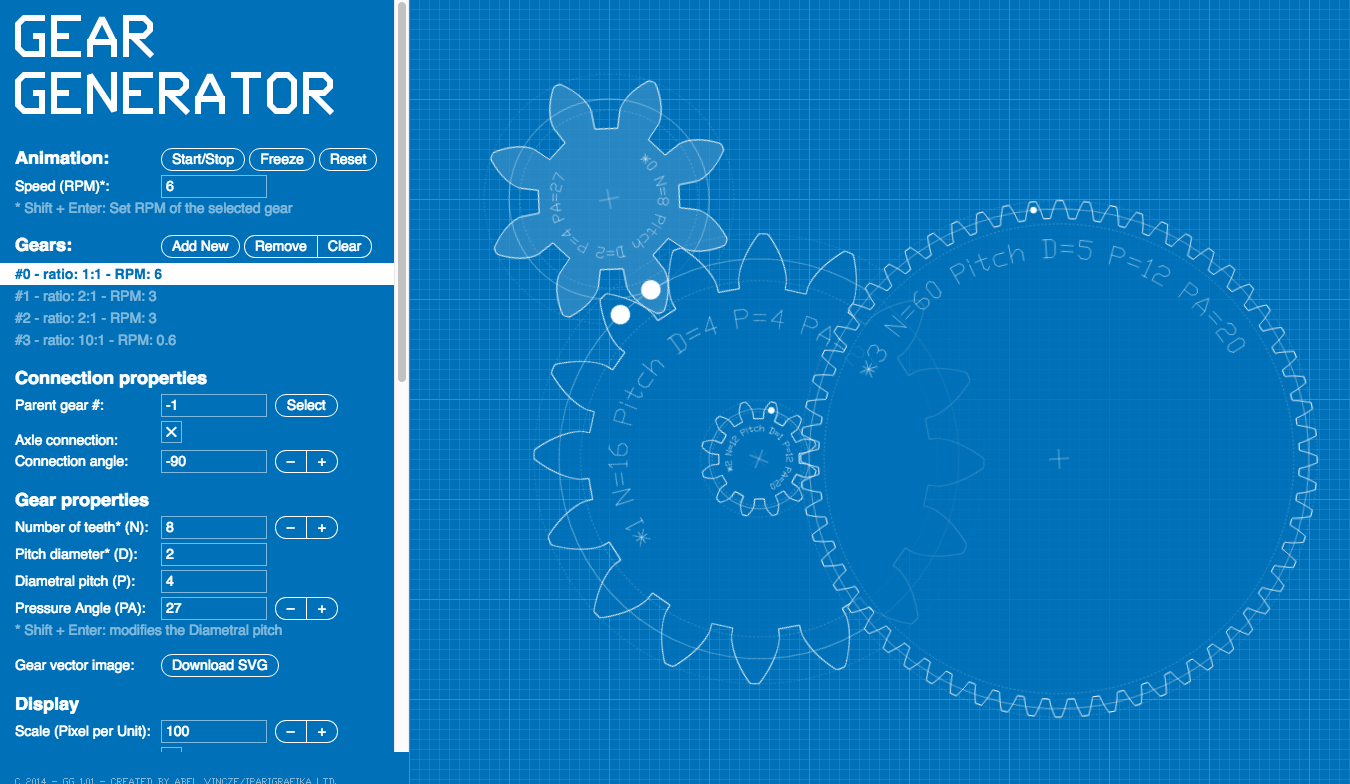 GEAR
GENERATOR
Animation: Start/Stop Freeze Reset
Speed (RPM)*: 6
* Shift + Enter: Set RPM of the selected gear
Gears: Add New Remove Clear
#0 - ratio: 1:1 - RPM: 6
#1 - ratio: 2:1 - RPM: 3
#2 - ratio: 2:1 - RPM: 3
#3 - ratio: 10:1 - RPM: 0.6
Connection properties
Parent gear #: -1 Select
Axle connection: ✕
Connection angle: -90 − +
Gear properties
Number of teeth* (N): 8 − +
Pitch diameter* (D): 2
Diametral pitch (P): 4
Pressure Angle (PA): 27 − +
* Shift + Enter: modifies the Diametral pitch
Gear vector image: Download SVG
Display
Scale (Pixel per Unit): 100 − +
C 2014 - GG 1.01 - CREATED BY ABEL VINCZE/IPARIGRAFIKA LTD.
*0 N=8 Pitch D=2 P=4 PA=27
*1 N=16 Pitch D=4 P=4 PA
*2 N=12 Pitch D=1 P=12 PA=20
*3 N=60 Pitch D=5 P=12 PA=20